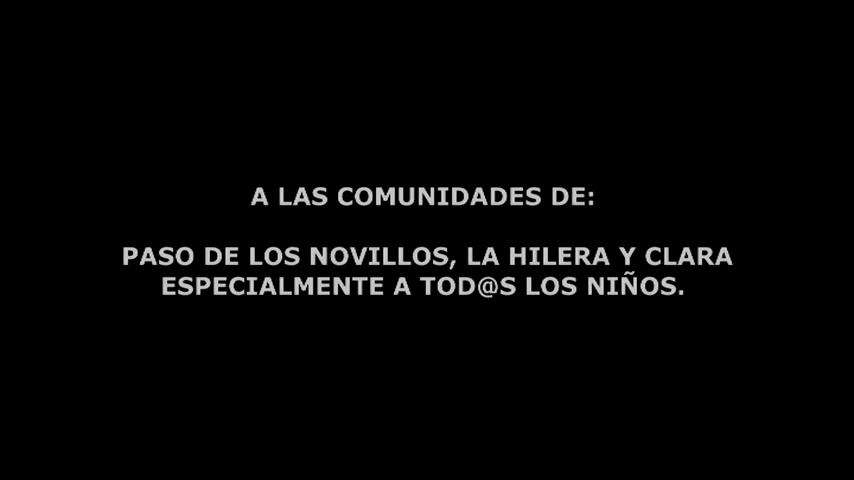 A LAS COMUNIDADES DE:
PASO DE LOS NOVILLOS, LA HILERA Y CLARA
ESPECIALMENTE A TOD@S LOS NIÑOS.